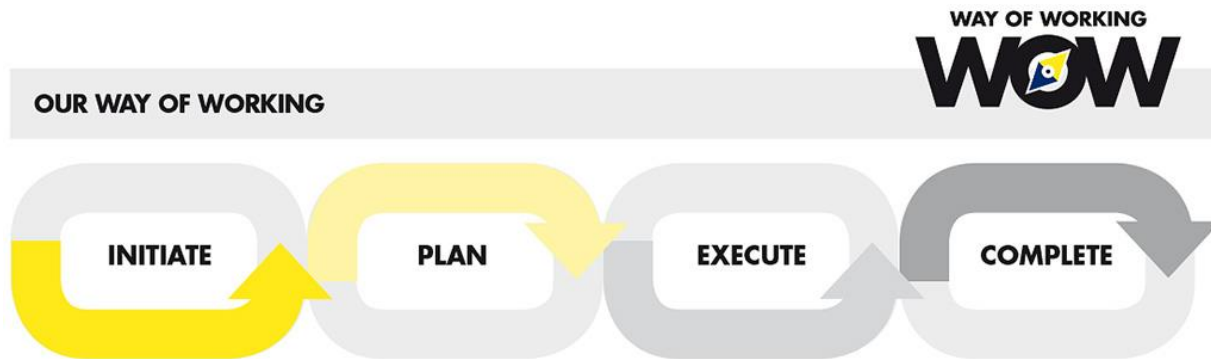 WAY OF WORKING
WOW
OUR WAY OF WORKING
INITIATE
PLAN
EXECUTE
COMPLETE